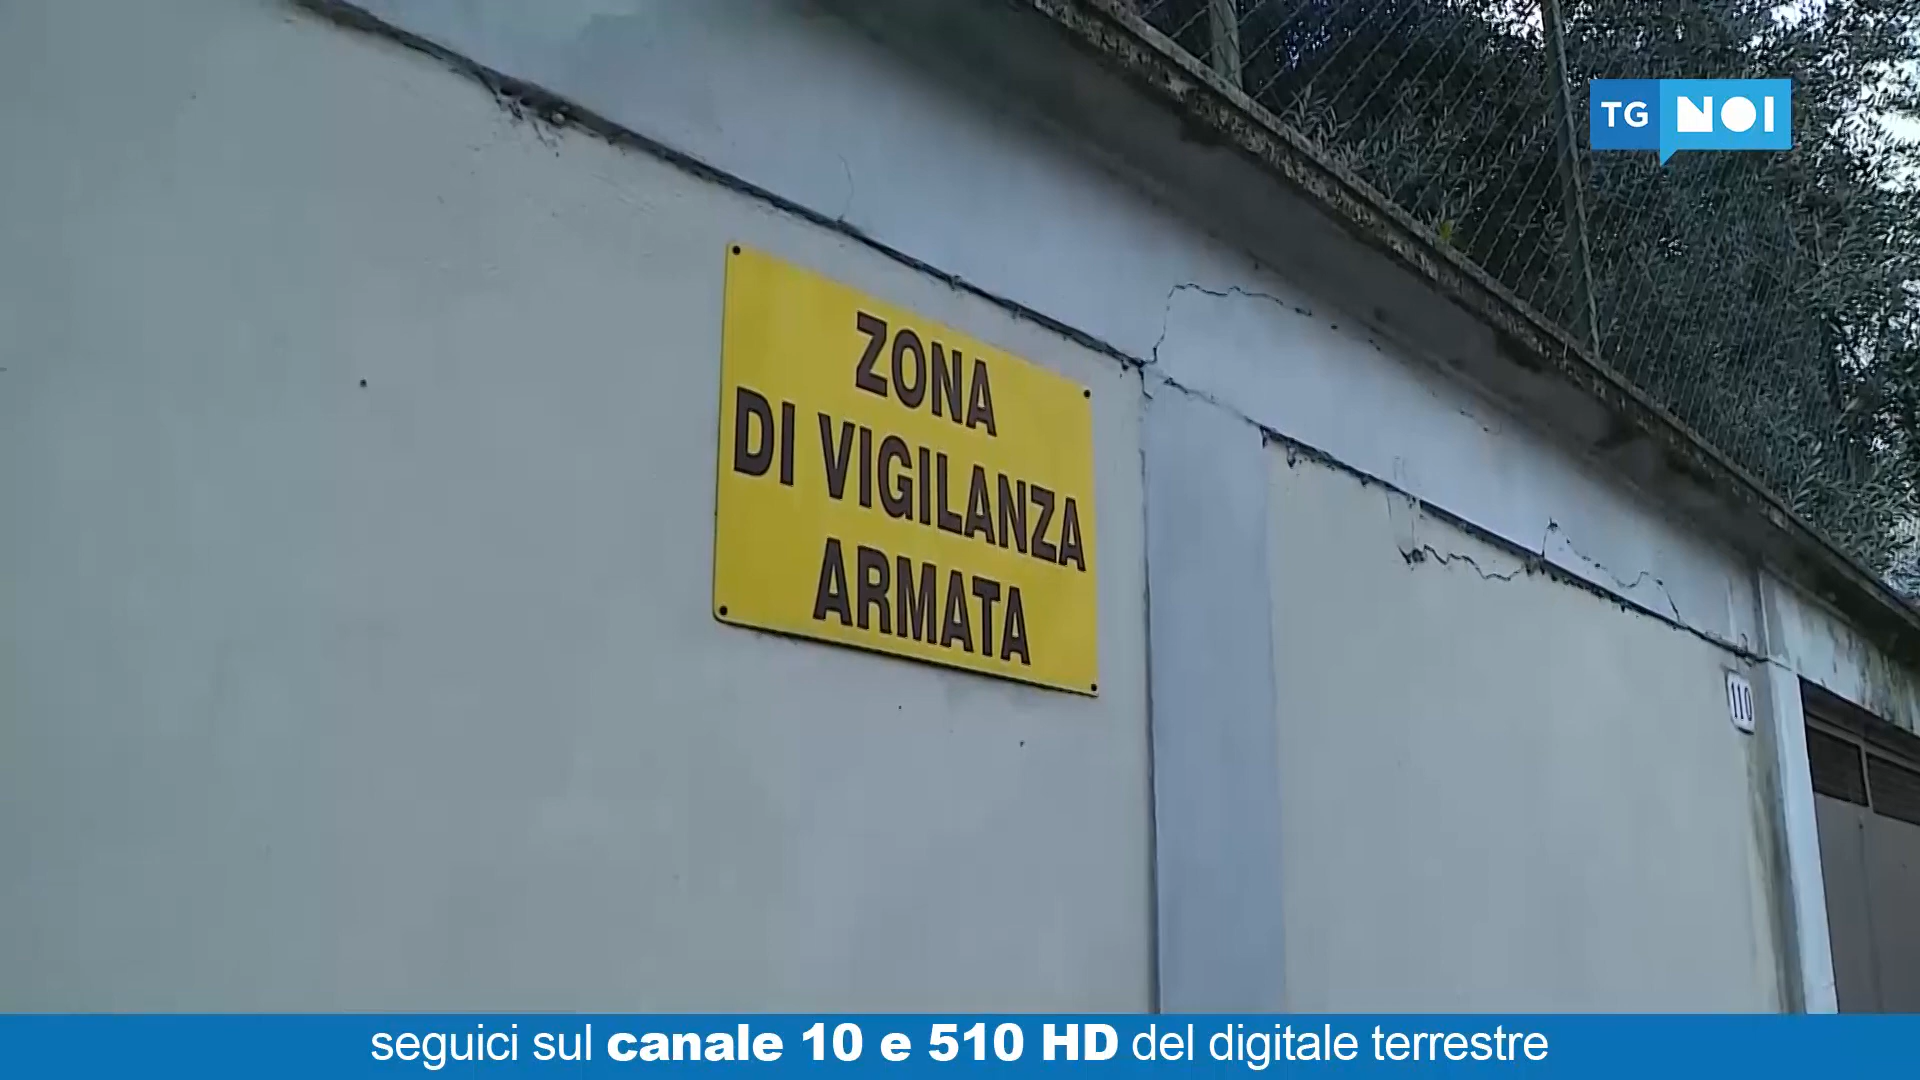 TG NOI
ZONA
DI VIGILANZA
ARMATA
110
seguici sul canale 10 e 510 HD del digitale terrestre